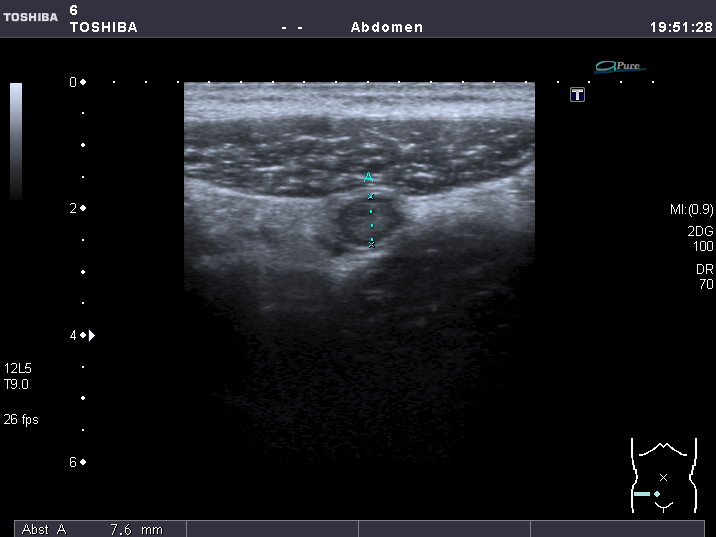 TOSHIBA
6
TOSHIBA - - Abdomen 19:51:28
aPure
T
0
A
2
MI:(0.9)
2DG
100
DR
70
4
12L5
T9.0
26 fps
6
Abst A 7.6 mm